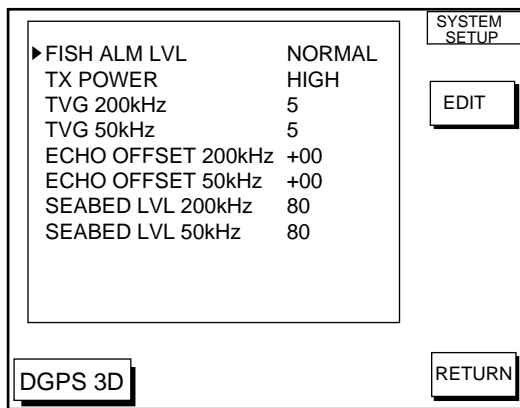 SYSTEM
SETUP
▶FISH ALM LVL NORMAL
TX POWER HIGH
TVG 200kHz 5
TVG 50kHz 5
ECHO OFFSET 200kHz +00
ECHO OFFSET 50kHz +00
SEABED LVL 200kHz 80
SEABED LVL 50kHz 80
EDIT
DGPS 3D
RETURN